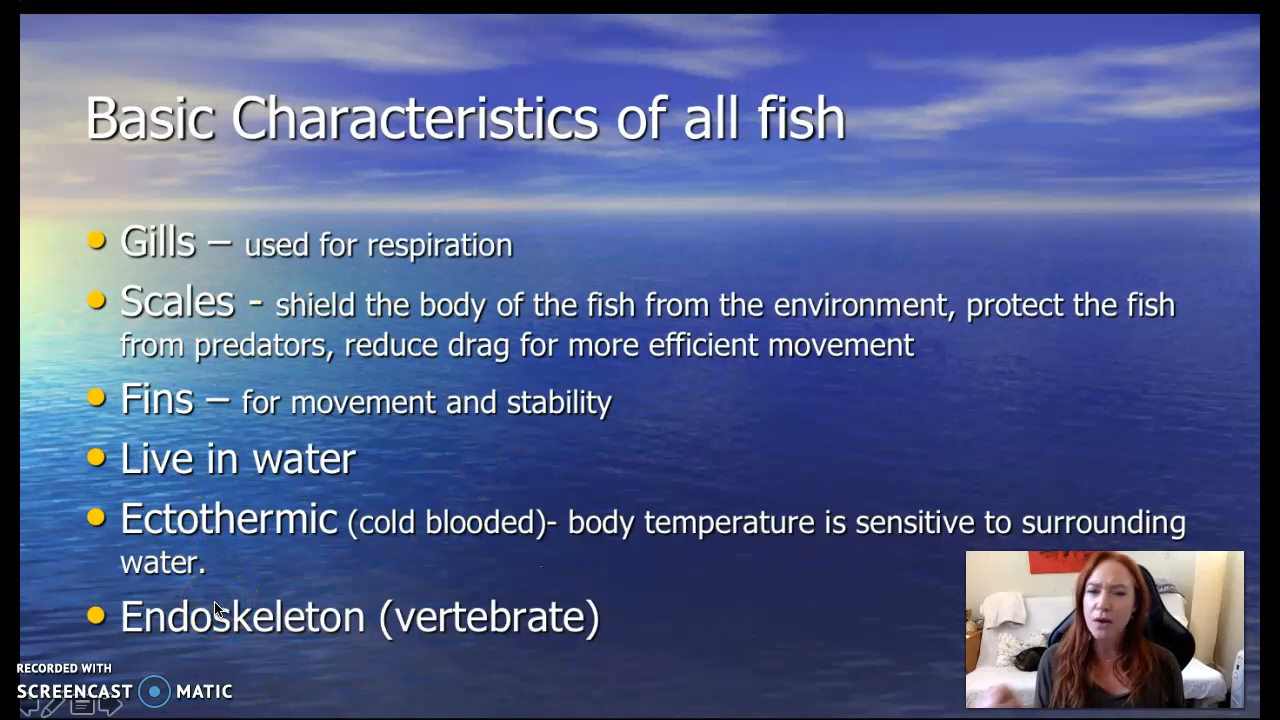 Basic Characteristics of all fish
Gills – used for respiration
Scales - shield the body of the fish from the environment, protect the fish
from predators, reduce drag for more efficient movement
Fins – for movement and stability
Live in water
Ectothermic (cold blooded)- body temperature is sensitive to surrounding
water.
Endoskeleton (vertebrate)
RECORDED WITH
SCREENCAST MATIC